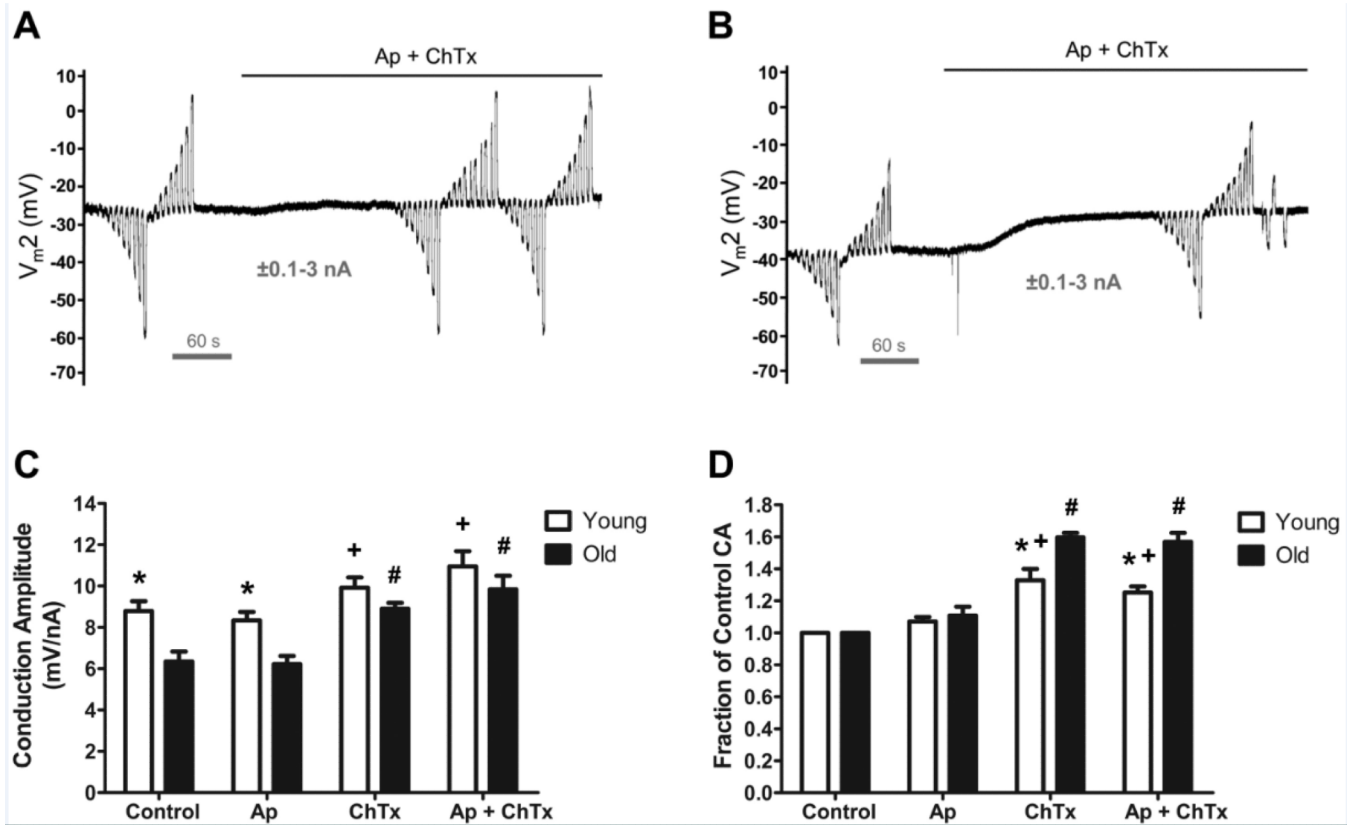 A
Ap + ChTx
10
0
-10
-20
-30
-40
-50
-60
-70
Vm2 (mV)
±0.1-3 nA
60 s
B
Ap + ChTx
10
0
-10
-20
-30
-40
-50
-60
-70
Vm2 (mV)
±0.1-3 nA
60 s
C
Conduction Amplitude
(mV/nA)
14
12
10
8
6
4
2
0
*
*
+
#
+
#
Young
Old
Control Ap ChTx Ap + ChTx
D
Fraction of Control CA
1.8
1.6
1.4
1.2
1.0
0.8
0.6
0.4
0.2
0.0
* +
#
* +
#
Young
Old
Control Ap ChTx Ap + ChTx